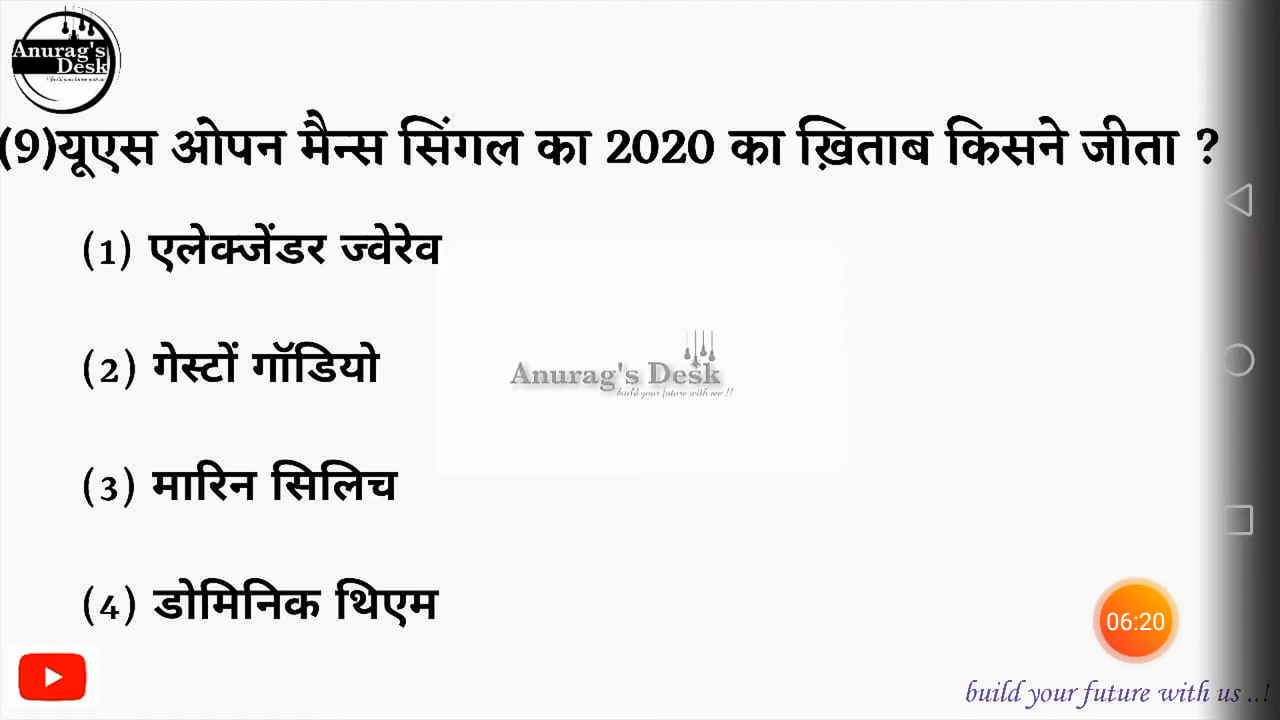 Anurag's
Desk
(9)यूएस ओपन मैन्स सिंगल का 2020 का ख़िताब किसने जीता ?
(1) एलेक्जेंडर ज्वेरेव
(2) गेस्टों गॉडियो
Anurag's Desk
build your future with me !!
(3) मारिन सिलिच
(4) डोमिनिक थिएम
06:20
build your future with us ..!